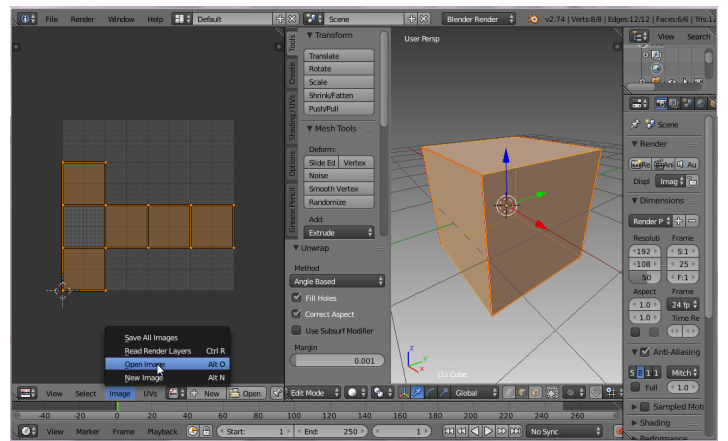 File Render Window Help Default Scene Blender Render v2.74 | Verts:8/8 | Edges:12/12 | Faces:6/6 | Tris:12
Tools
Create
Shading / UVs
Options
Grease Pencil
Transform
Translate
Rotate
Scale
Shrink/Fatten
Push/Pull
Mesh Tools
Deform:
Slide Ed Vertex
Noise
Smooth Vertex
Randomize
Add:
Extrude
Unwrap
Method
Angle Based
Fill Holes
Correct Aspect
Use Subsurf Modifier
Margin
0.001
User Persp
z
y
x
(1) Cube
View Search
Scene
Render
Re Ani Au
Displ Imag
Dimensions
Render P
Resoluti Frame
192 S:1
108 25
50 F:1
Aspect Frame
1.0 24 fp
1.0 Time Re
Anti-Aliasing
5 8 1 1 Mitch
Full 1.0
Sampled Moti
Shading
Performance
Save All Images
Read Render Layers Ctrl R
Open Image Alt O
New Image Alt N
View Select Image UVs New Open
Edit Mode Global
-40 -20 0 20 40 60 80 100 120 140 160 180 200 220 240 260
View Marker Frame Playback Start: 1 End: 250 1 No Sync